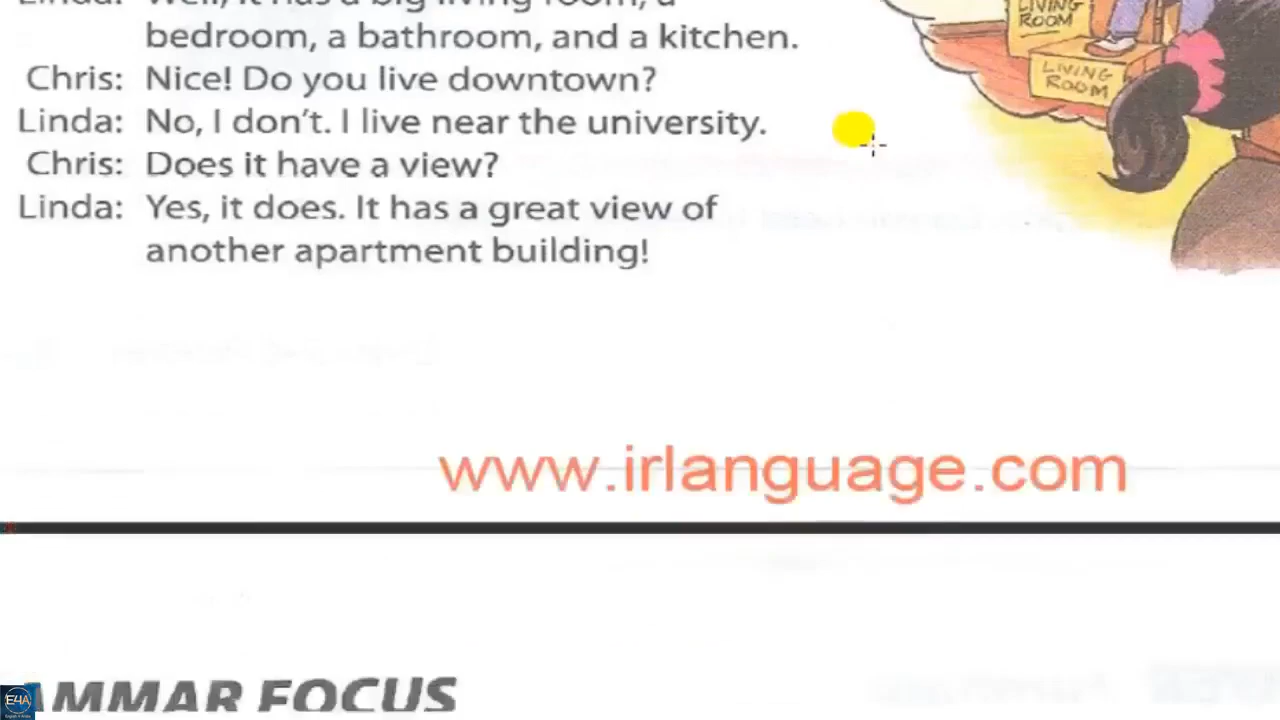 Linda: Well, it has a big living room, a
bedroom, a bathroom, and a kitchen.
Chris: Nice! Do you live downtown?
Linda: No, I don't. I live near the university.
Chris: Does it have a view?
Linda: Yes, it does. It has a great view of
another apartment building!
LIVING
ROOM
LIVING
ROOM
www.irlanguage.com
AMMAR FOCUS
E4A